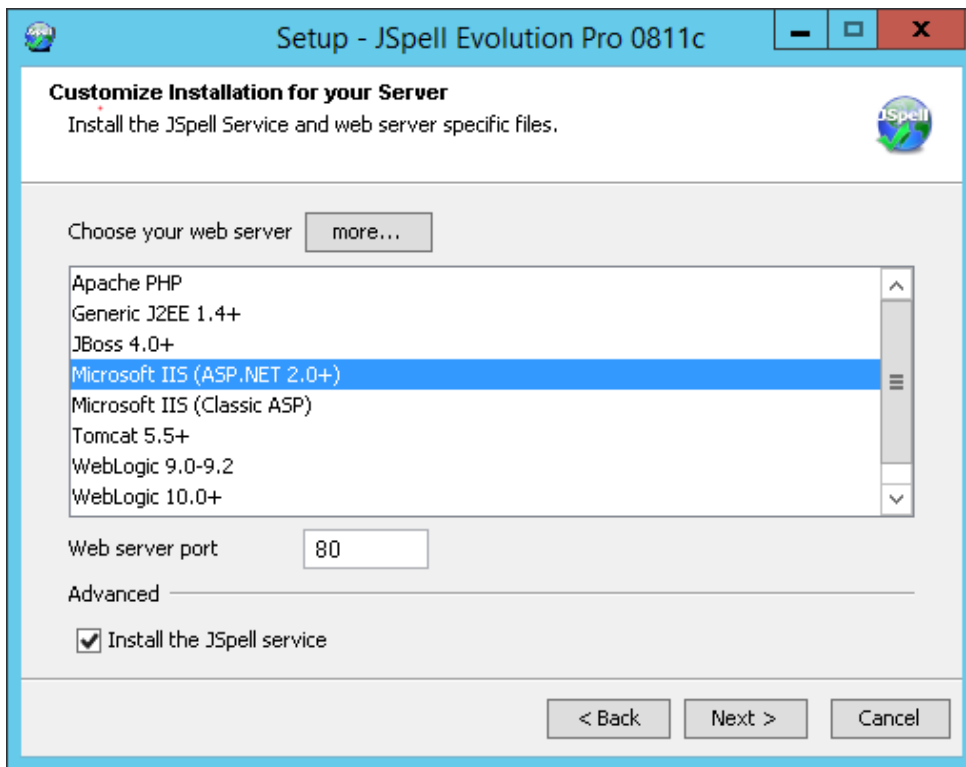 Setup - JSpell Evolution Pro 0811c
Customize Installation for your Server
Install the JSpell Service and web server specific files.
JSpell
Choose your web server more...
Apache PHP
Generic J2EE 1.4+
JBoss 4.0+
Microsoft IIS (ASP.NET 2.0+)
Microsoft IIS (Classic ASP)
Tomcat 5.5+
WebLogic 9.0-9.2
WebLogic 10.0+
Web server port 80
Advanced
Install the JSpell service
< Back Next > Cancel